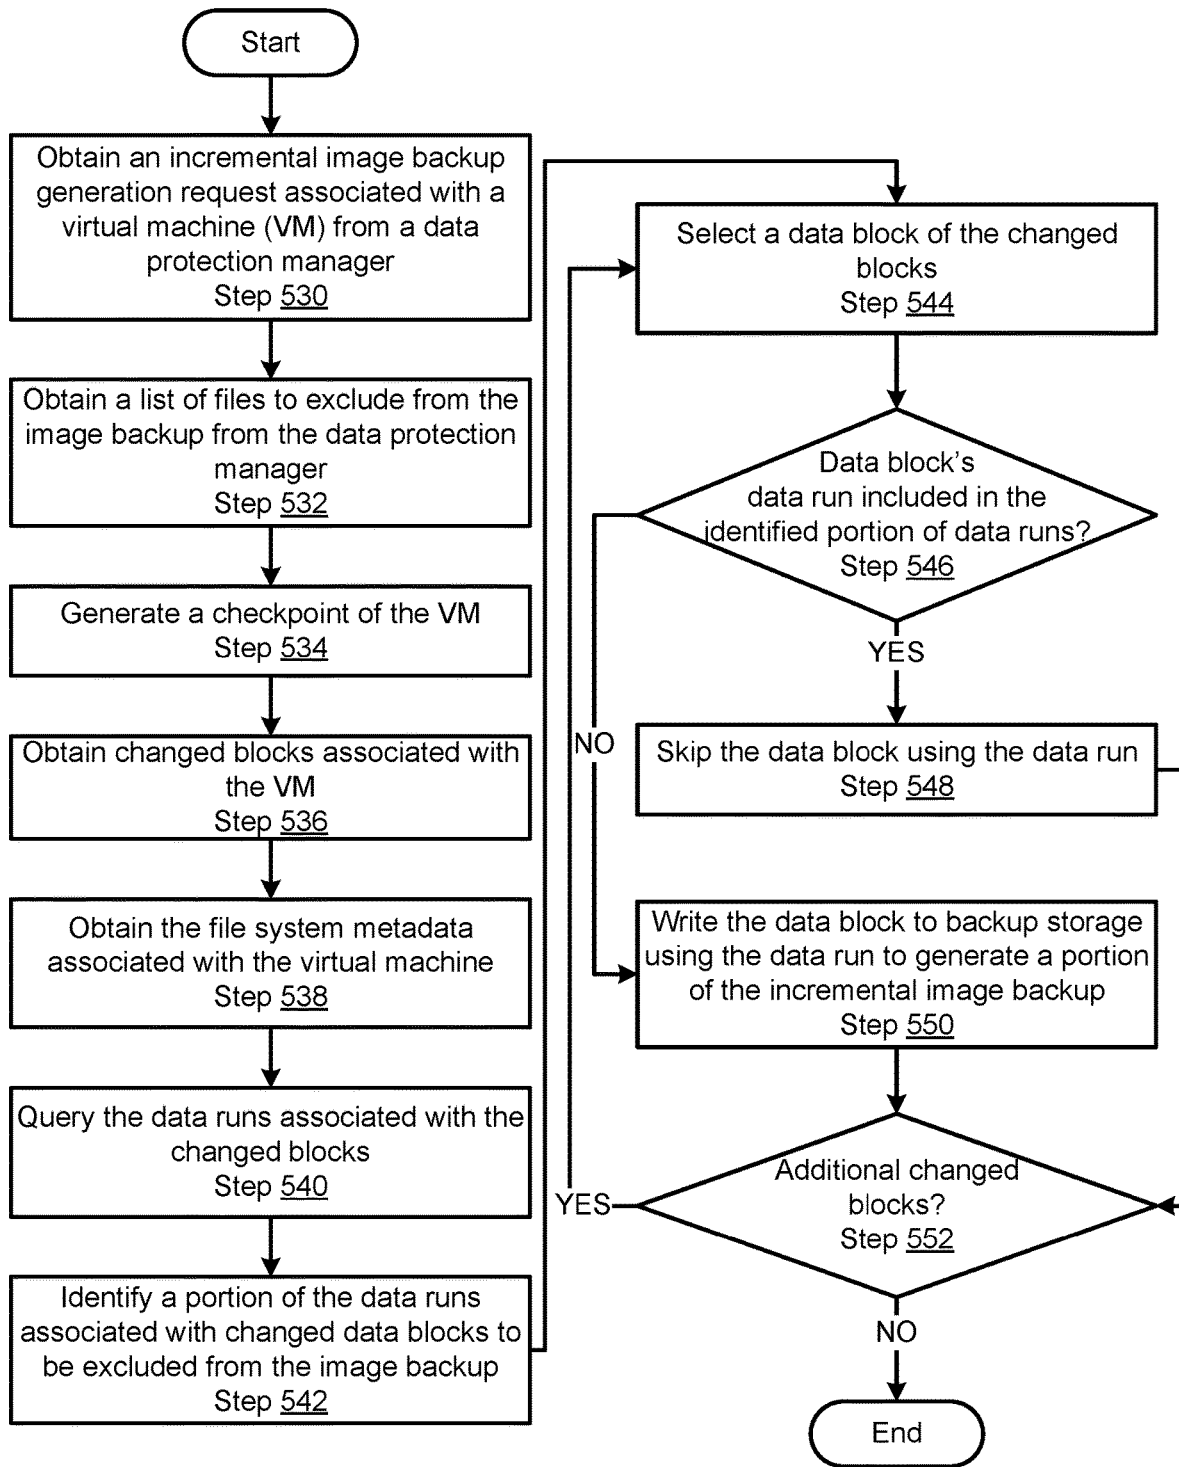 Start
Obtain an incremental image backup
generation request associated with a
virtual machine (VM) from a data
protection manager
Step 530
Obtain a list of files to exclude from the
image backup from the data protection
manager
Step 532
Generate a checkpoint of the VM
Step 534
Obtain changed blocks associated with
the VM
Step 536
Obtain the file system metadata
associated with the virtual machine
Step 538
Query the data runs associated with the
changed blocks
Step 540
Identify a portion of the data runs
associated with changed data blocks to
be excluded from the image backup
Step 542
Select a data block of the changed
blocks
Step 544
Data block’s
data run included in the
identified portion of data runs?
Step 546
YES
NO
Skip the data block using the data run
Step 548
Write the data block to backup storage
using the data run to generate a portion
of the incremental image backup
Step 550
Additional changed
blocks?
Step 552
YES
NO
End